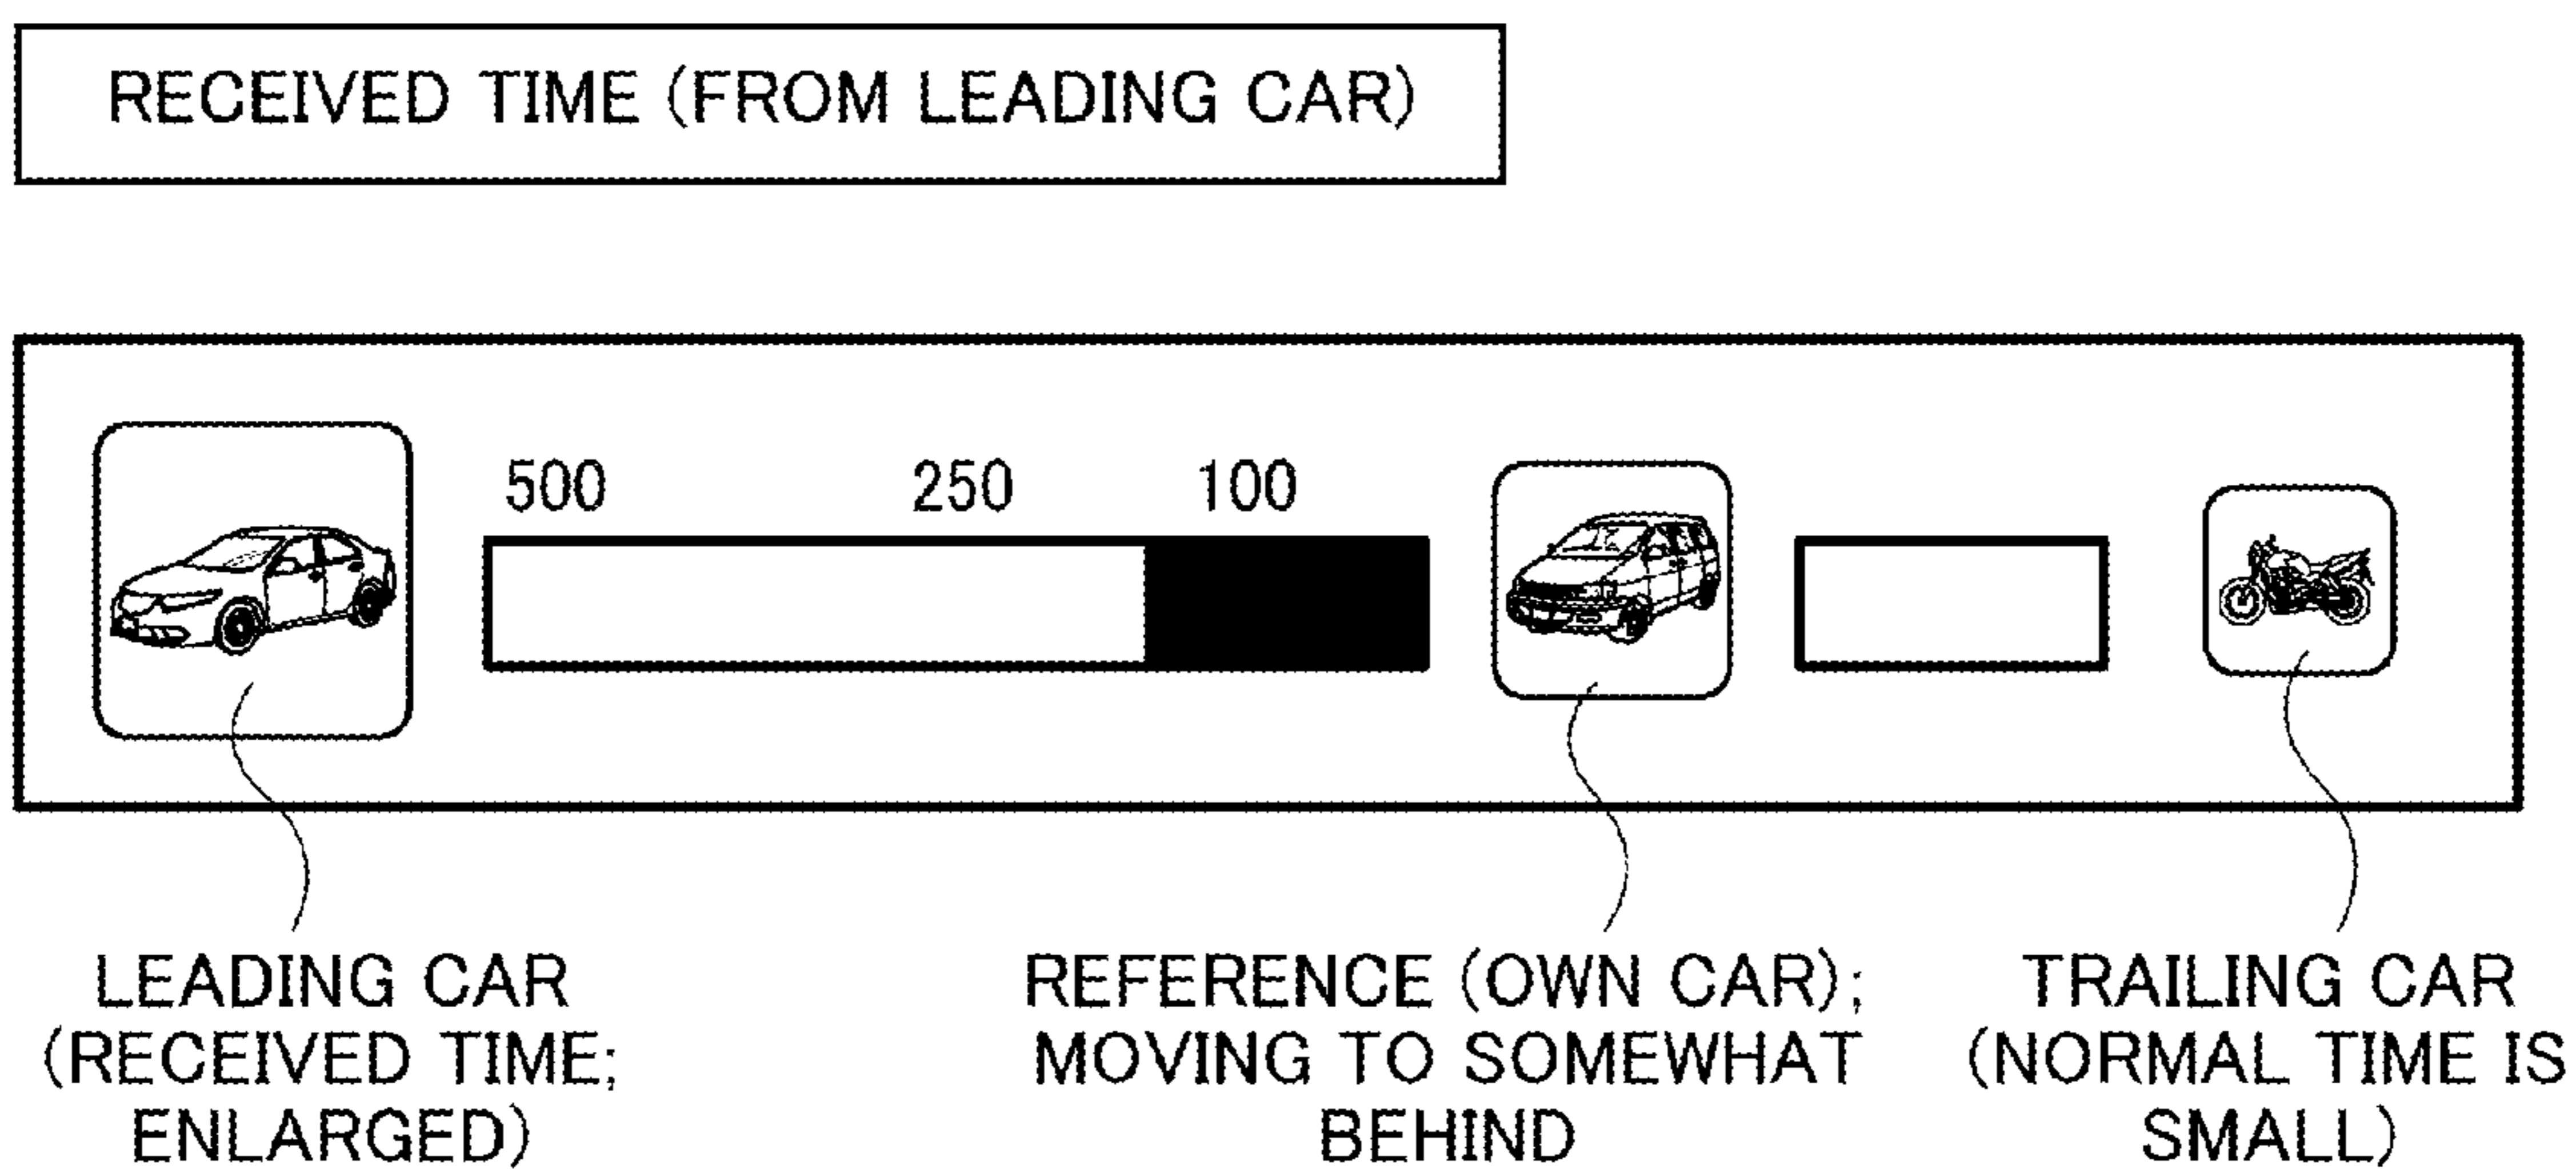 RECEIVED TIME (FROM LEADING CAR)
500 250 100
LEADING CAR
(RECEIVED TIME;
ENLARGED)
REFERENCE (OWN CAR);
MOVING TO SOMEWHAT
BEHIND
TRAILING CAR
(NORMAL TIME IS
SMALL)